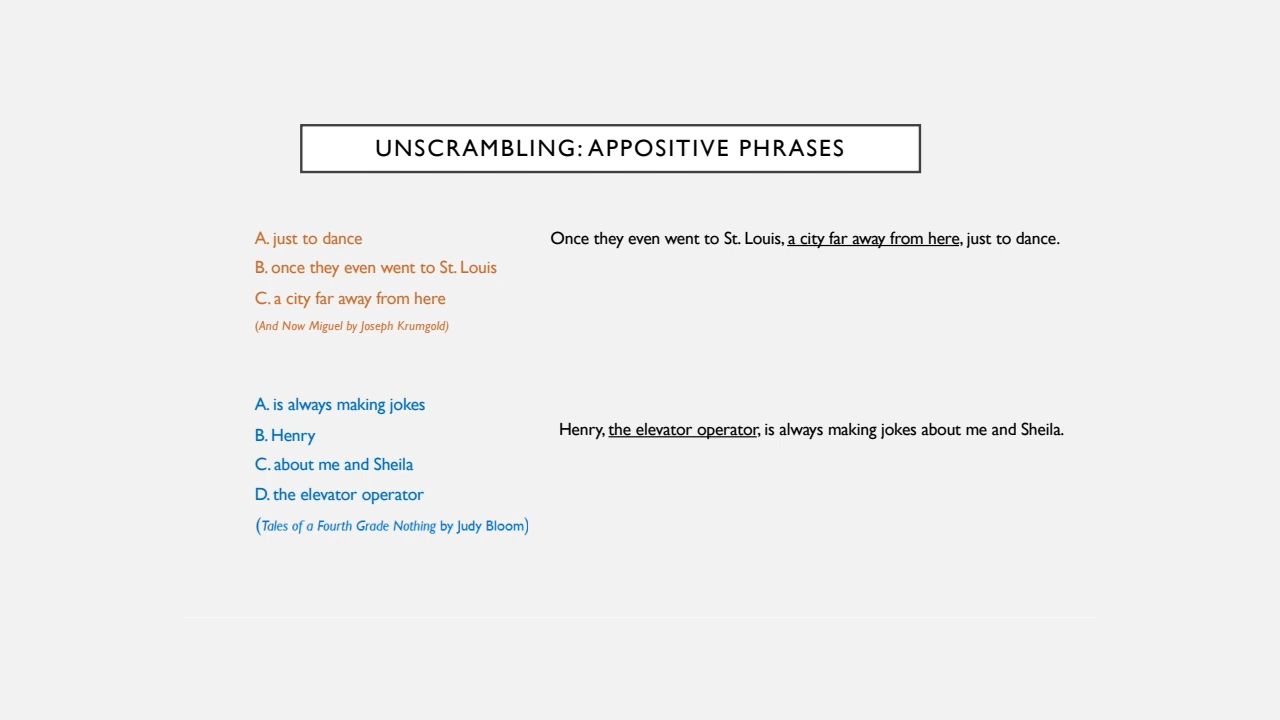 UNSCRAMBLING: APPOSITIVE PHRASES
A. just to dance
B. once they even went to St. Louis
C. a city far away from here
(And Now Miguel by Joseph Krumgold)
Once they even went to St. Louis, a city far away from here, just to dance.
A. is always making jokes
B. Henry
C. about me and Sheila
D. the elevator operator
(Tales of a Fourth Grade Nothing by Judy Bloom)
Henry, the elevator operator, is always making jokes about me and Sheila.